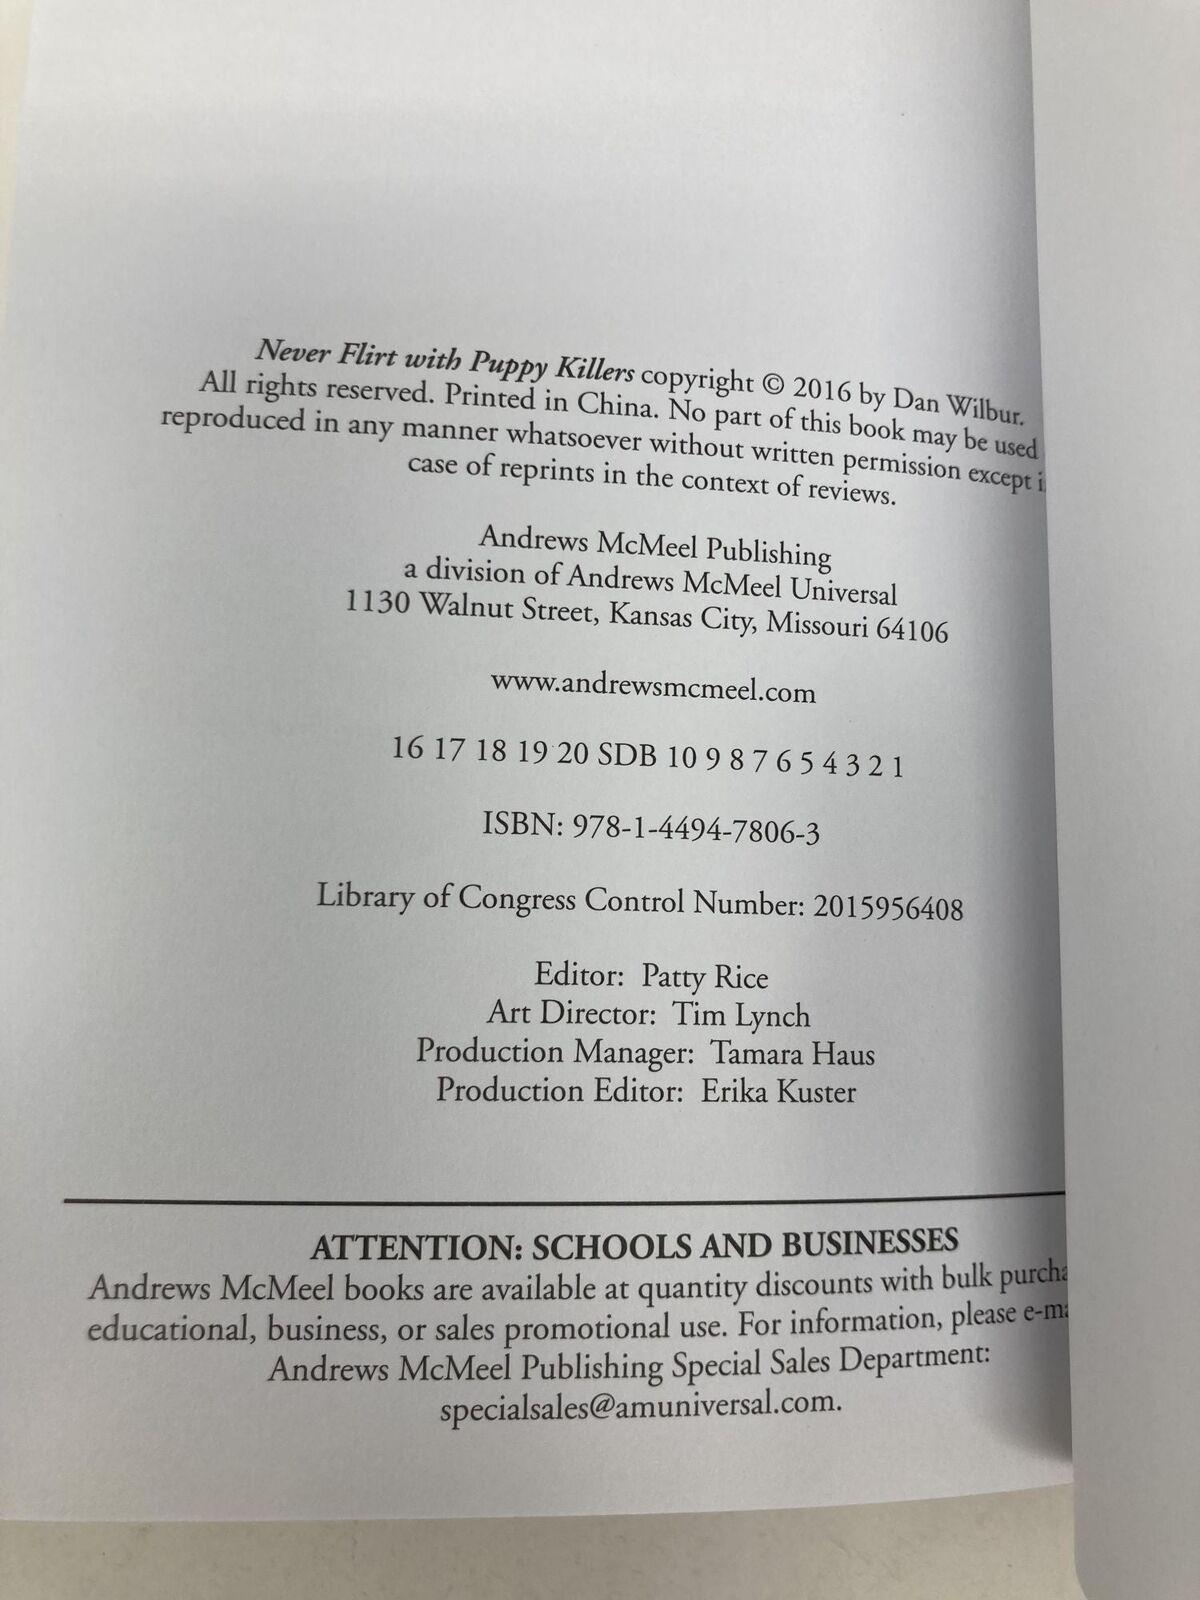 Never Flirt with Puppy Killers copyright © 2016 by Dan Wilbur.
All rights reserved. Printed in China. No part of this book may be used
reproduced in any manner whatsoever without written permission except
case of reprints in the context of reviews.
Andrews McMeel Publishing
a division of Andrews McMeel Universal
1130 Walnut Street, Kansas City, Missouri 64106
www.andrewsmcmeel.com
16 17 18 19 20 SDB 10 9 8 7 6 5 4 3 2 1
ISBN: 978-1-4494-7806-3
Library of Congress Control Number: 2015956408
Editor: Patty Rice
Art Director: Tim Lynch
Production Manager: Tamara Haus
Production Editor: Erika Kuster
ATTENTION: SCHOOLS AND BUSINESSES
Andrews McMeel books are available at quantity discounts with bulk
educational, business, or sales promotional use. For information, please
Andrews McMeel Publishing Special Sales Department:
specialsales@amuniversal.com.